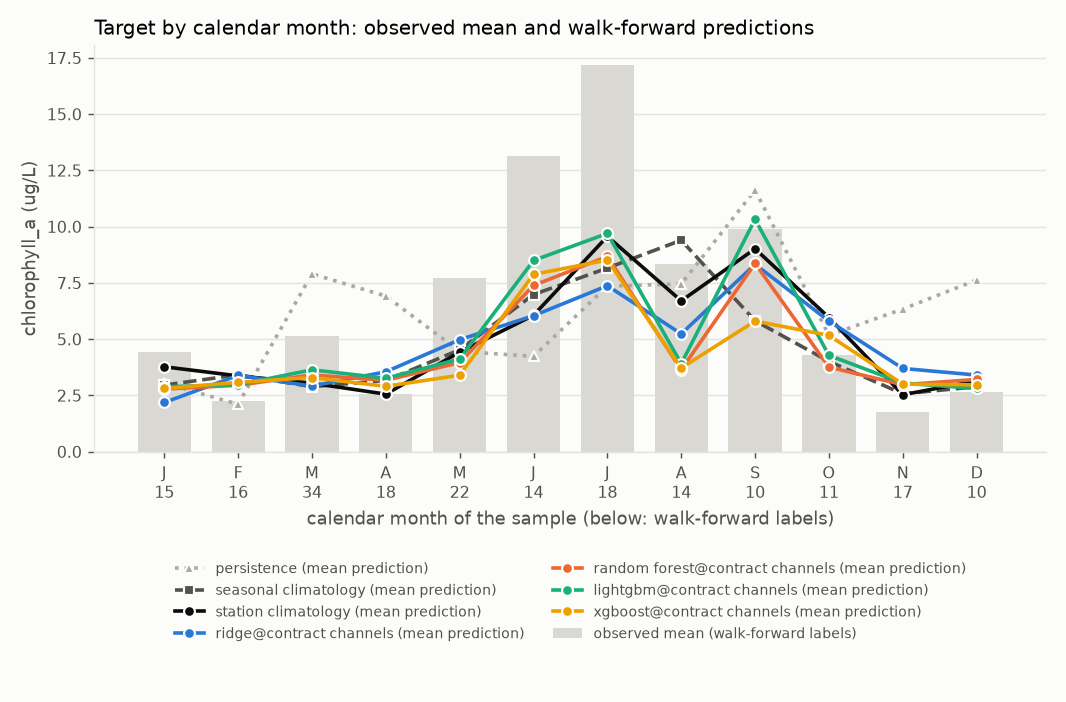 Target by calendar month: observed mean and walk-forward predictions
chlorophyll_a (ug/L)
17.5
15.0
12.5
10.0
7.5
5.0
2.5
0.0
J F M A M J J A S O N D
15 16 34 18 22 14 18 14 10 11 17 10
calendar month of the sample (below: walk-forward labels)
persistence (mean prediction)
seasonal climatology (mean prediction)
station climatology (mean prediction)
ridge@contract channels (mean prediction)
random forest@contract channels (mean prediction)
lightgbm@contract channels (mean prediction)
xgboost@contract channels (mean prediction)
observed mean (walk-forward labels)